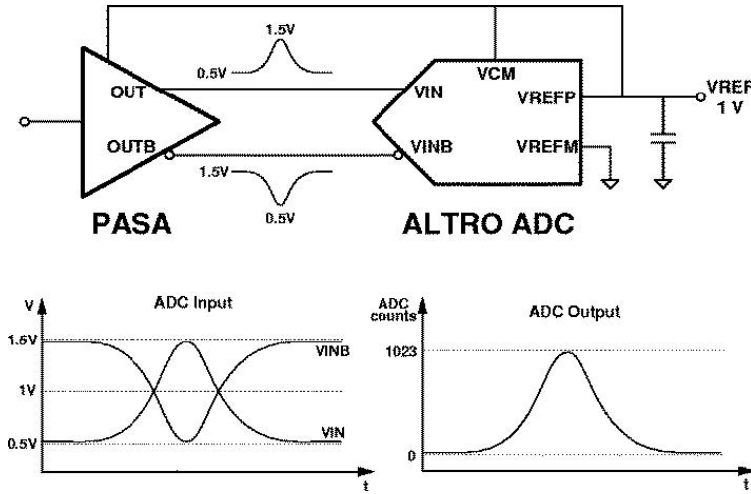 1.5V
0.5V
OUT
VIN
VCM
VREFP
VREF
1 V
OUTB
VINB
VREFM
1.5V
0.5V
PASA
ALTRO ADC
V
ADC Input
1.5V
VINB
1V
0.5V
VIN
t
ADC
counts
ADC Output
1023
0
t